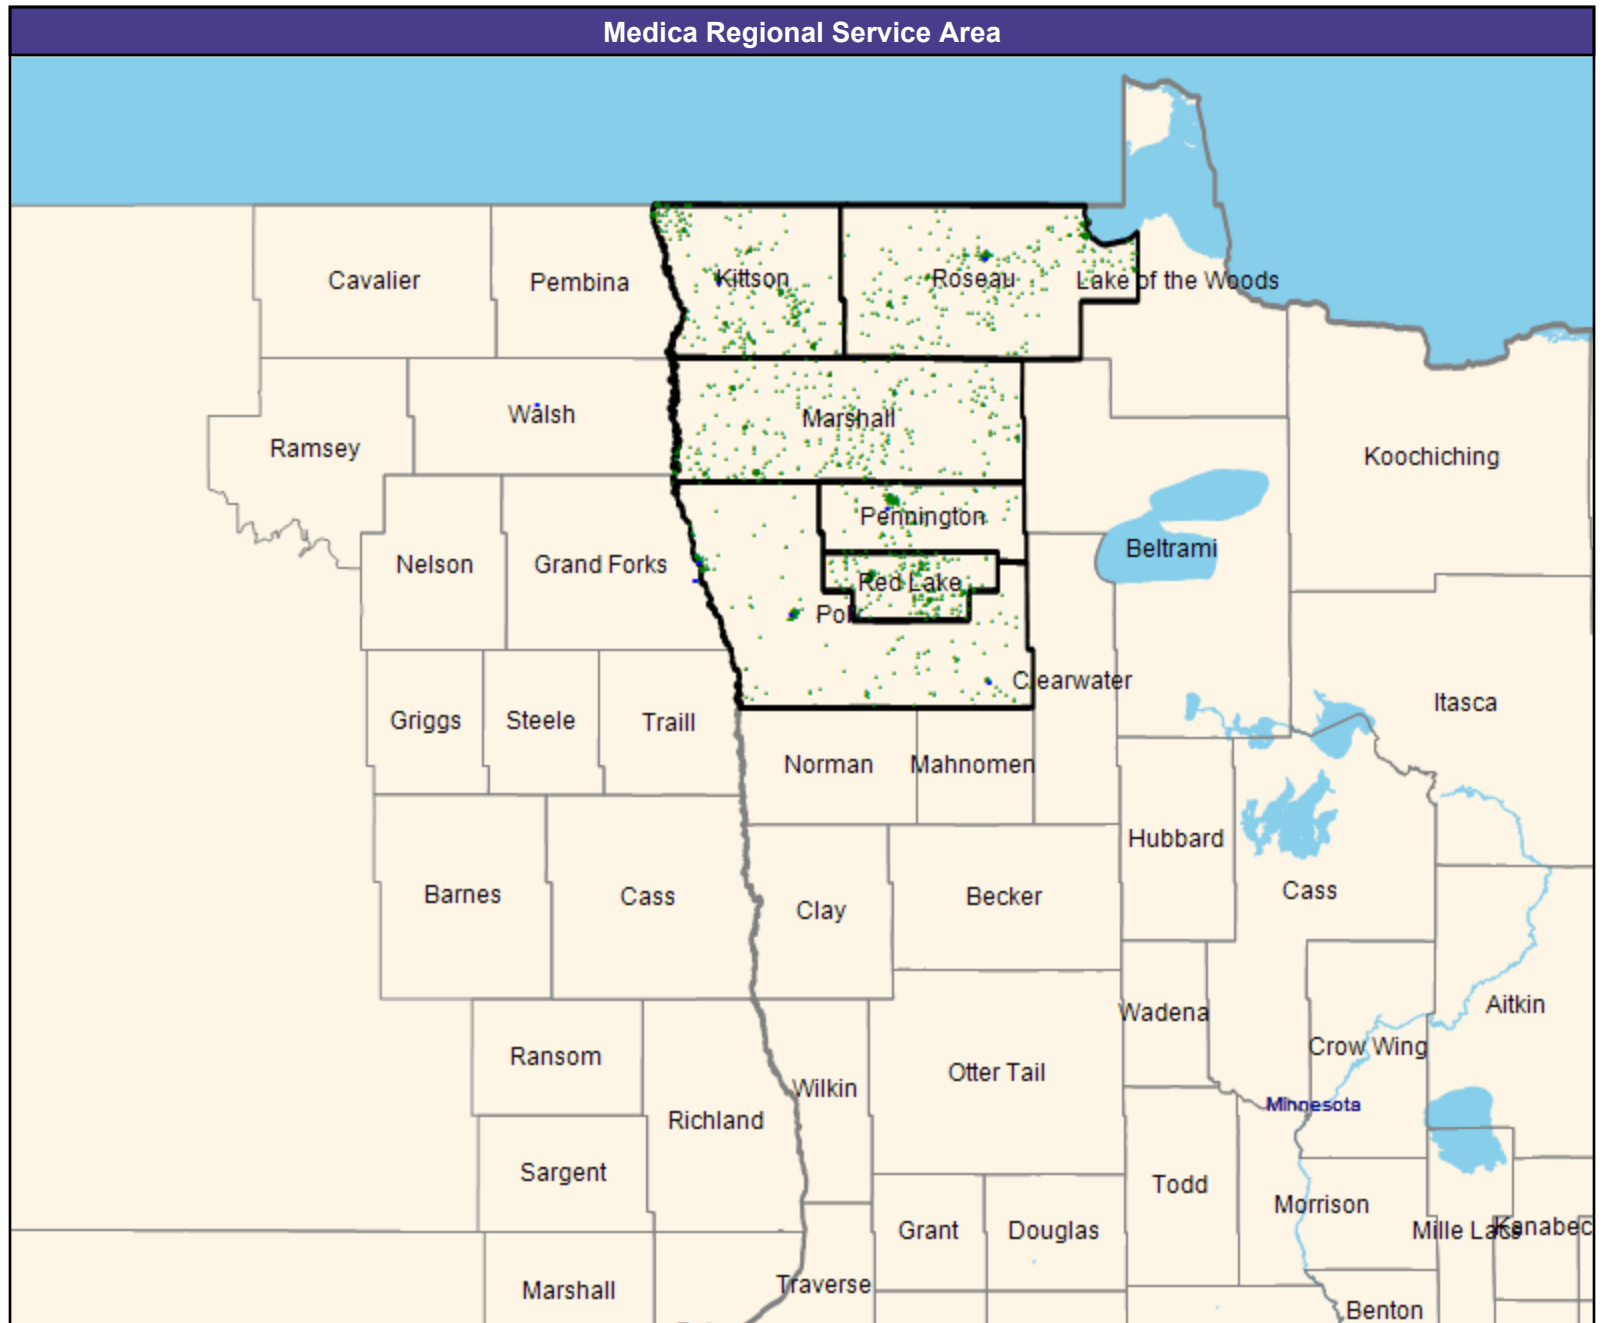 Medica Regional Service Area
Cavalier
Pembina
Kittson
Roseau
Lake of the Woods
Ramsey
Walsh
Marshall
Koochiching
Nelson
Grand Forks
Pennington
Red Lake
Polk
Beltrami
Clearwater
Itasca
Griggs
Steele
Traill
Norman
Mahnomen
Hubbard
Cass
Barnes
Cass
Clay
Becker
Wadena
Crow Wing
Aitkin
Ransom
Richland
Wilkin
Otter Tail
Minnesota
Sargent
Todd
Morrison
Mille Lacs
Kanabec
Grant
Douglas
Marshall
Traverse
Benton